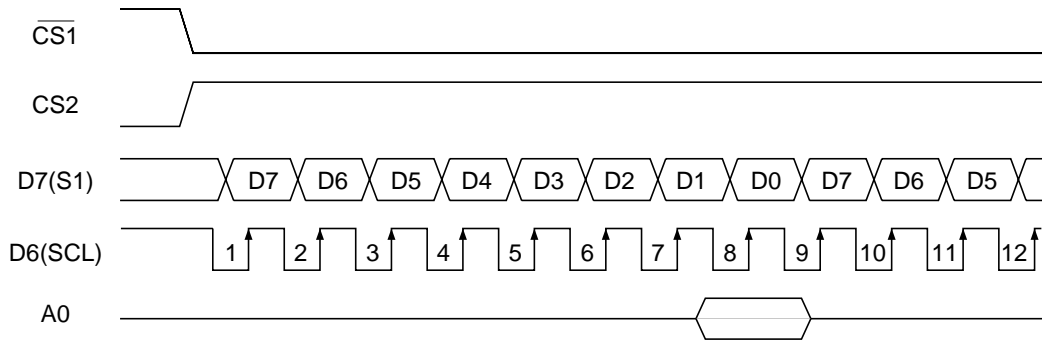 CS1
CS2
D7(S1) D7 D6 D5 D4 D3 D2 D1 D0 D7 D6 D5
D6(SCL) 1 2 3 4 5 6 7 8 9 10 11 12
A0